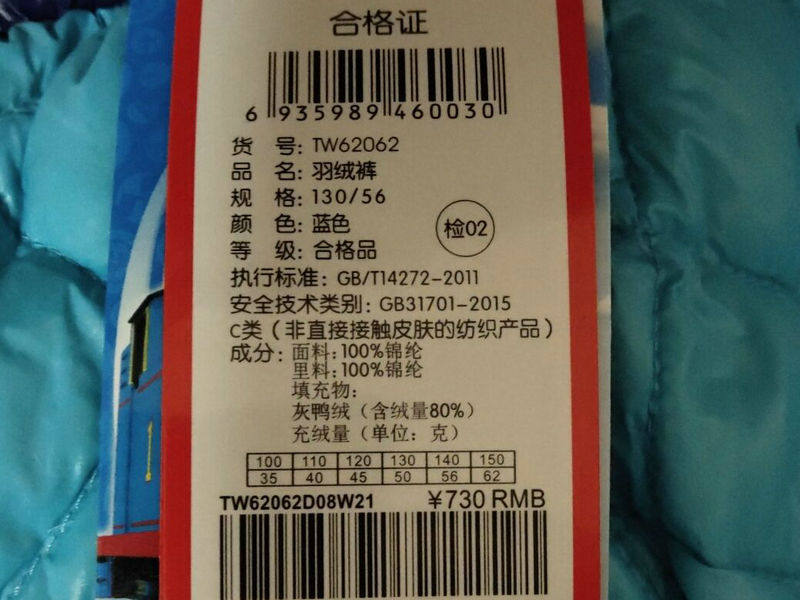 合格证
6 935989 460030
货 号: TW62062
品 名: 羽绒裤
规 格: 130/56
颜 色: 蓝色
检02
等 级: 合格品
执行标准: GB/T14272-2011
安全技术类别: GB31701-2015
C类（非直接接触皮肤的纺织产品）
成分: 面料:100%锦纶
里料:100%锦纶
填充物:
灰鸭绒（含绒量80%）
充绒量（单位: 克）
100 110 120 130 140 150
35 40 45 50 56 62
TW62062D08W21 ¥730 RMB
1